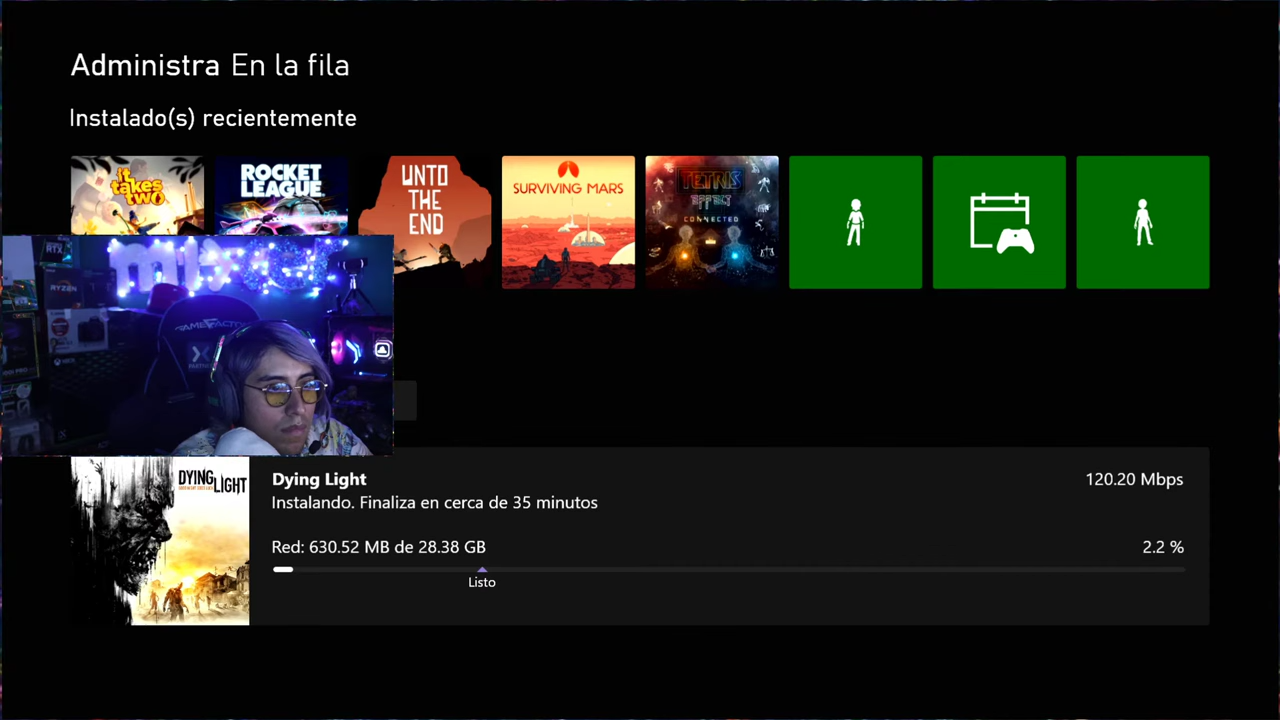 Administra En la fila
Instalado(s) recientemente
it takes two
ROCKET LEAGUE
UNTO THE END
SURVIVING MARS
TETRIS EFFECT CONNECTED
RTX
RYZEN
DYING LIGHT
Dying Light
120.20 Mbps
Instalando. Finaliza en cerca de 35 minutos
Red: 630.52 MB de 28.38 GB
2.2 %
Listo